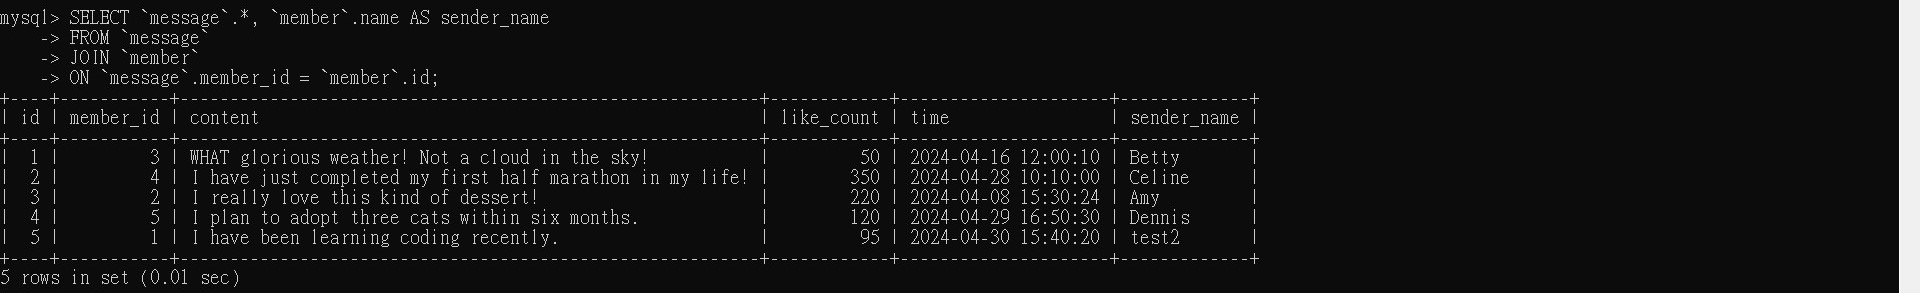 mysql> SELECT `message`.*, `member`.name AS sender_name
    -> FROM `message`
    -> JOIN `member`
    -> ON `message`.member_id = `member`.id;
+----+-----------+----------------------------------------------------------+------------+---------------------+-------------+
| id | member_id | content                                                  | like_count | time                | sender_name |
+----+-----------+----------------------------------------------------------+------------+---------------------+-------------+
|  1 |         3 | WHAT glorious weather! Not a cloud in the sky!           |         50 | 2024-04-16 12:00:10 | Betty       |
|  2 |         4 | I have just completed my first half marathon in my life! |        350 | 2024-04-28 10:10:00 | Celine      |
|  3 |         2 | I really love this kind of dessert!                      |        220 | 2024-04-08 15:30:24 | Amy         |
|  4 |         5 | I plan to adopt three cats within six months.            |        120 | 2024-04-29 16:50:30 | Dennis      |
|  5 |         1 | I have been learning coding recently.                    |         95 | 2024-04-30 15:40:20 | test2       |
+----+-----------+----------------------------------------------------------+------------+---------------------+-------------+
5 rows in set (0.01 sec)